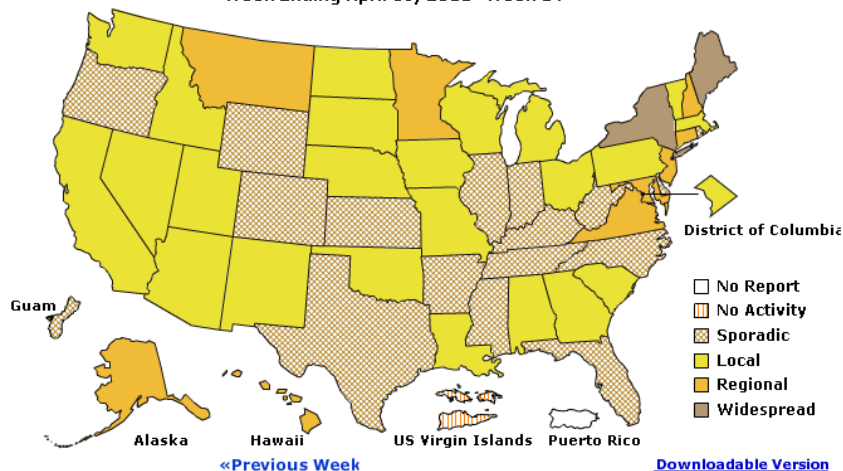 District of Columbia
Guam
No Report
No Activity
Sporadic
Local
Regional
Widespread
Alaska
Hawaii
US Virgin Islands
Puerto Rico
«Previous Week
Downloadable Version